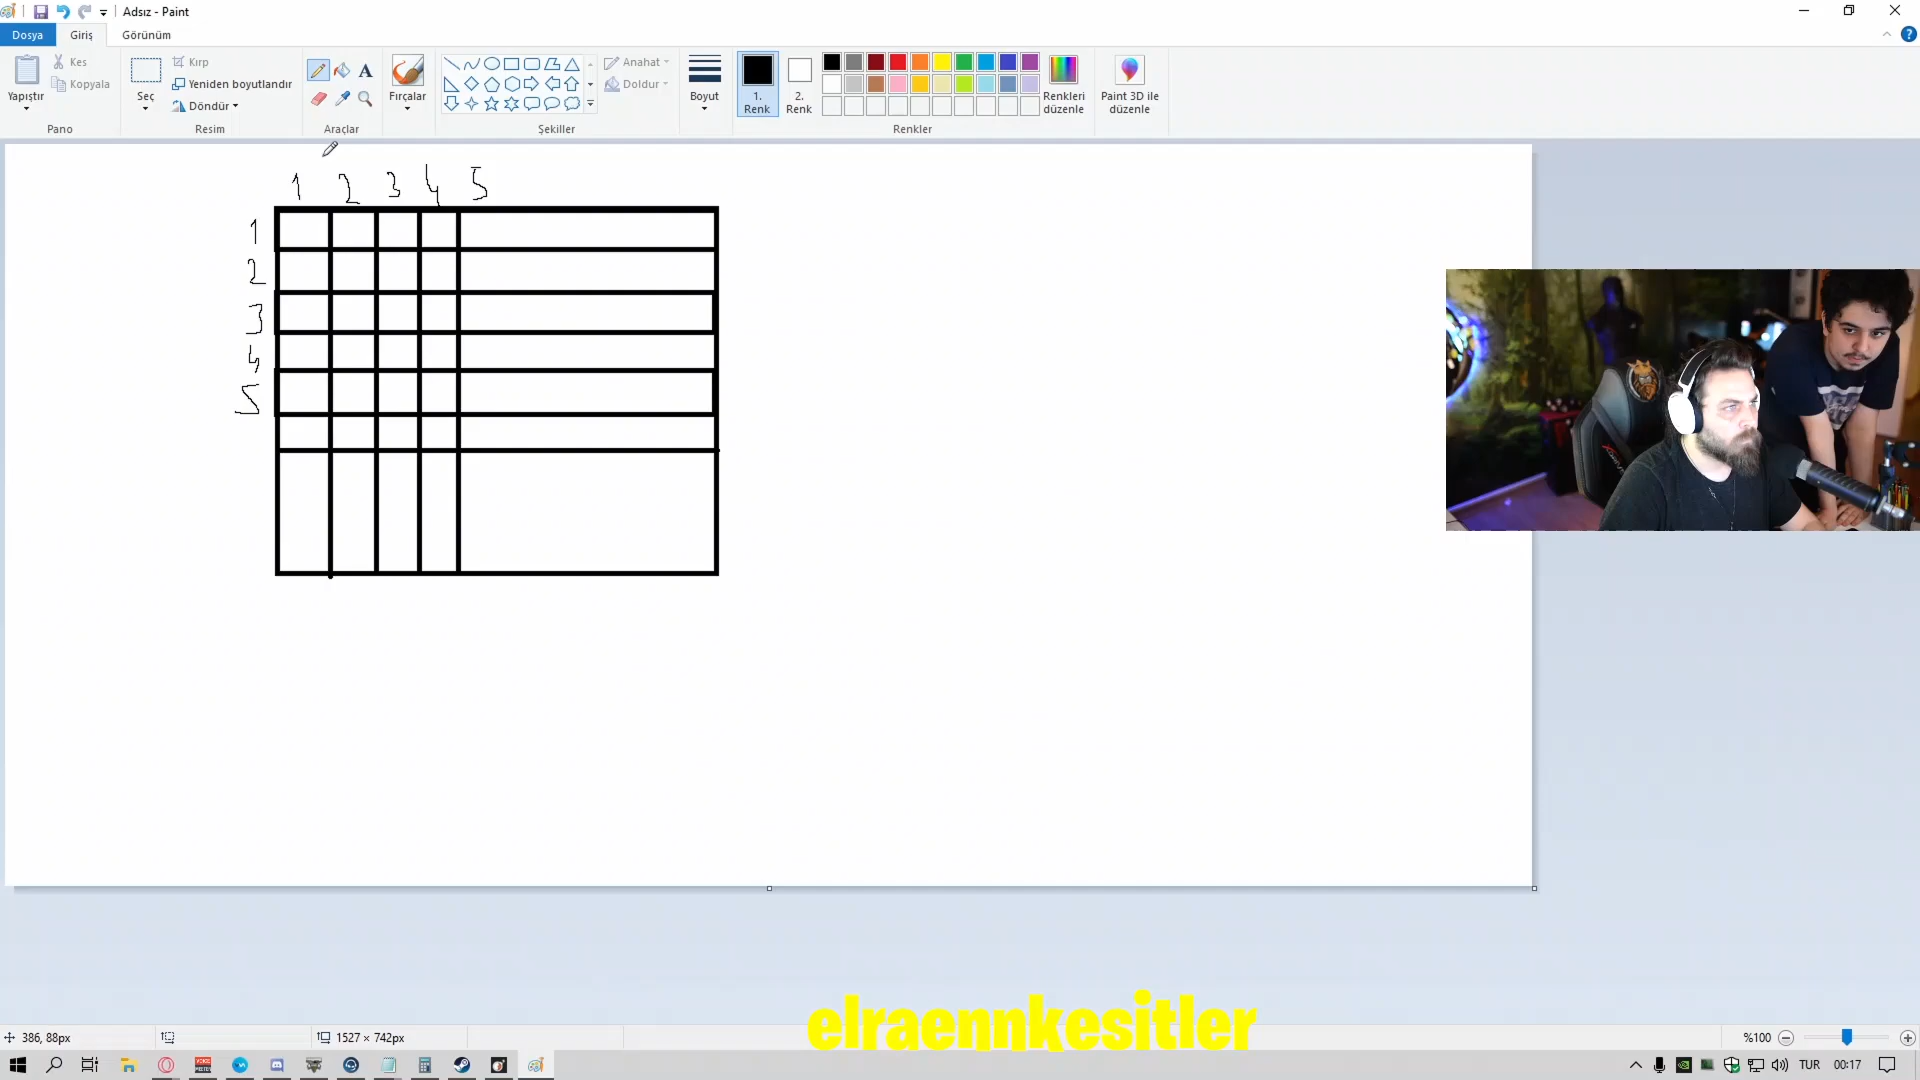 Adsız - Paint
Dosya Giriş Görünüm
Yapıştır
Kes
Kopyala
Pano
Seç
Kırp
Yeniden boyutlandır
Döndür
Resim
Araçlar
Fırçalar
Anahat
Doldur
Şekiller
Boyut
1. Renk
2. Renk
Renkleri düzenle
Renkler
Paint 3D ile düzenle
1 2 3 4 5
1
2
3
4
5
elraennkesitler
386, 88px
1527 × 742px
%100
TUR 00:17